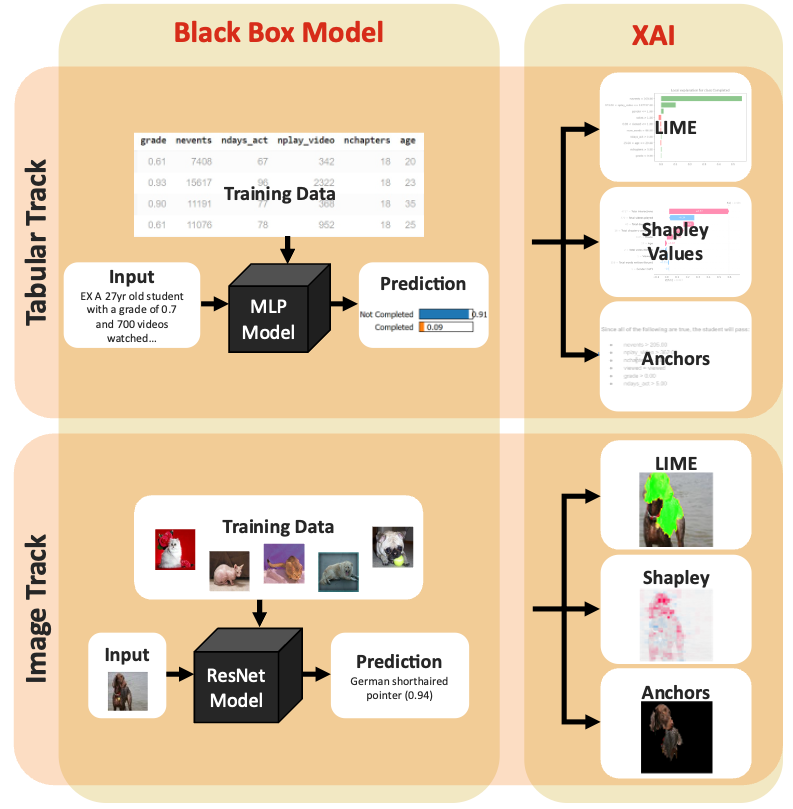 Black Box Model
XAI
Tabular Track
grade nevents ndays_act nplay_video nchapters age
0.61 7408 67 342 18 20
0.93 15617 96 2322 18 23
0.90 11191 77 368 18 35
0.61 11076 78 952 18 25
Training Data
Input
EX A 27yr old student
with a grade of 0.7
and 700 videos
watched...
MLP
Model
Prediction
Not Completed 0.91
Completed 0.09
LIME
Shapley
Values
Since all of the following are true, the student will pass:
Anchors
Image Track
Training Data
Input
ResNet
Model
Prediction
German shorthaired
pointer (0.94)
LIME
Shapley
Anchors